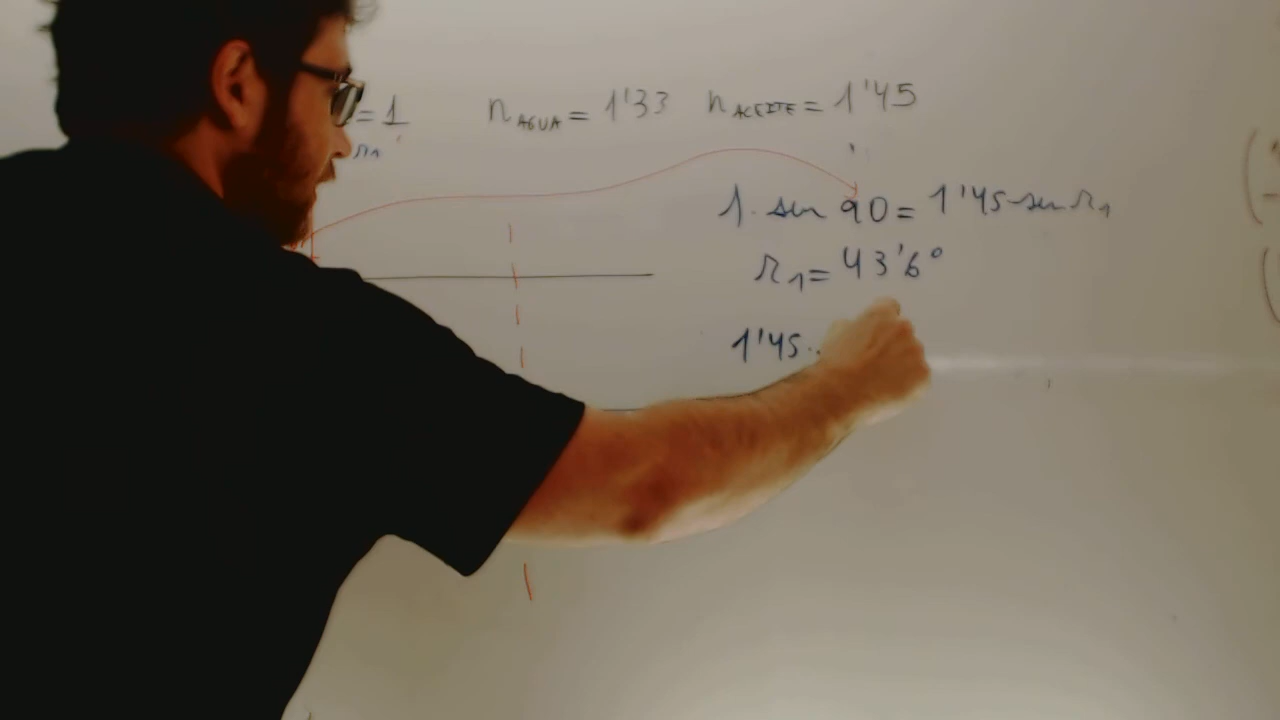 =1 n AGUA = 1'33 n ACEITE = 1'45
r1
1. sen 90 = 1'45 sen r1
r1 = 43'6°
1'45.